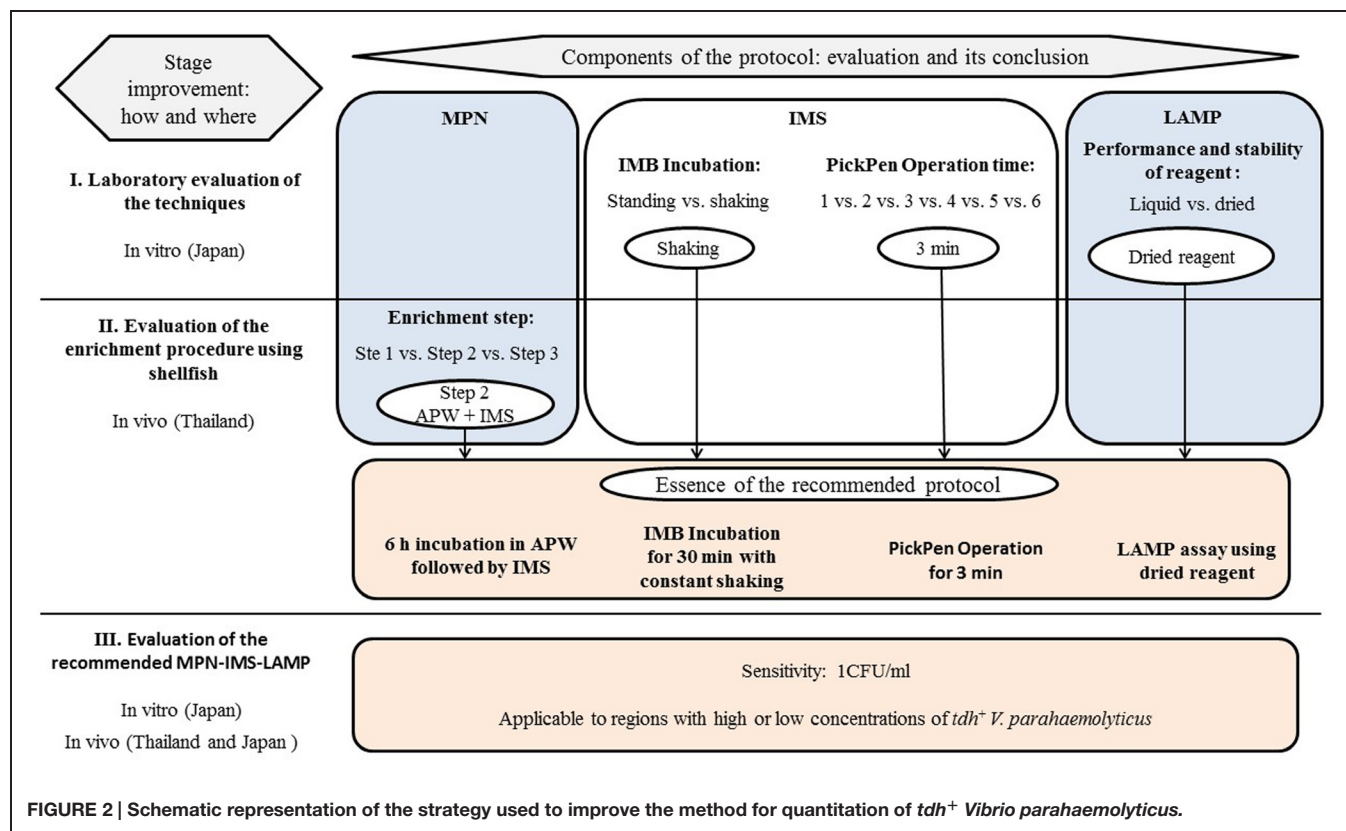 Stage
improvement:
how and where
Components of the protocol: evaluation and its conclusion
MPN
IMS
LAMP
I. Laboratory evaluation of
the techniques
In vitro (Japan)
IMB Incubation:
Standing vs. shaking
Shaking
PickPen Operation time:
1 vs. 2 vs. 3 vs. 4 vs. 5 vs. 6
3 min
Performance and stability
of reagent :
Liquid vs. dried
Dried reagent
II. Evaluation of the
enrichment procedure using
shellfish
In vivo (Thailand)
Enrichment step:
Ste 1 vs. Step 2 vs. Step 3
Step 2
APW + IMS
Essence of the recommended protocol
6 h incubation in APW
followed by IMS
IMB Incubation
for 30 min with
constant shaking
PickPen Operation
for 3 min
LAMP assay using
dried reagent
III. Evaluation of the
recommended MPN-IMS-LAMP
In vitro (Japan)
In vivo (Thailand and Japan )
Sensitivity: 1CFU/ml
Applicable to regions with high or low concentrations of tdh⁺ V. parahaemolyticus
FIGURE 2 | Schematic representation of the strategy used to improve the method for quantitation of tdh⁺ Vibrio parahaemolyticus.